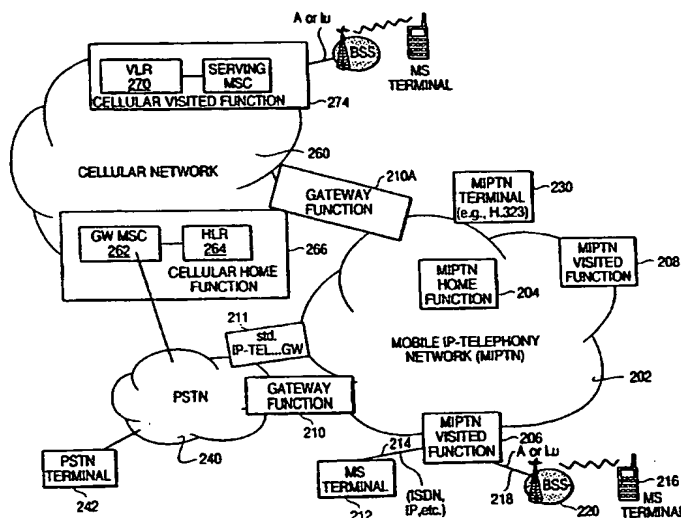 A or Iu
BSS
MS
TERMINAL
VLR
270
SERVING
MSC
CELLULAR VISITED FUNCTION
274
260
CELLULAR NETWORK
210A
GATEWAY
FUNCTION
MIPTN
TERMINAL
(e.g., H.323)
230
GW MSC
262
HLR
264
CELLULAR HOME
FUNCTION
266
MIPTN
VISITED
FUNCTION
208
MIPTN
HOME
FUNCTION
204
211
std.
IP-TEL...GW
MOBILE IP-TELEPHONY
NETWORK (MIPTN)
PSTN
GATEWAY
FUNCTION
210
202
240
PSTN
TERMINAL
242
MIPTN
VISITED
FUNCTION
206
214
A or Lu
MS
TERMINAL
212
(ISDN,
IP,etc.)
218
BSS
220
216
MS
TERMINAL